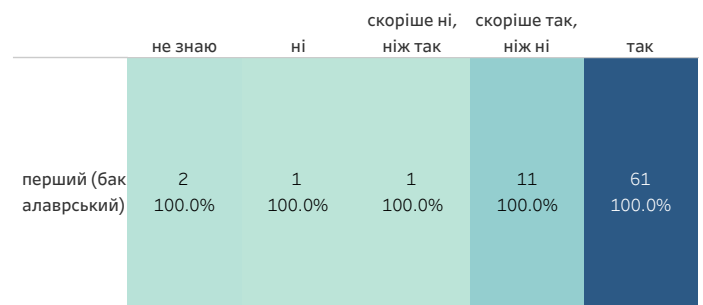 скоріше ні, скоріше так,
не знаю ні ніж так ніж ні так
перший (бак 2 1 1 11 61
алаврський) 100.0% 100.0% 100.0% 100.0% 100.0%